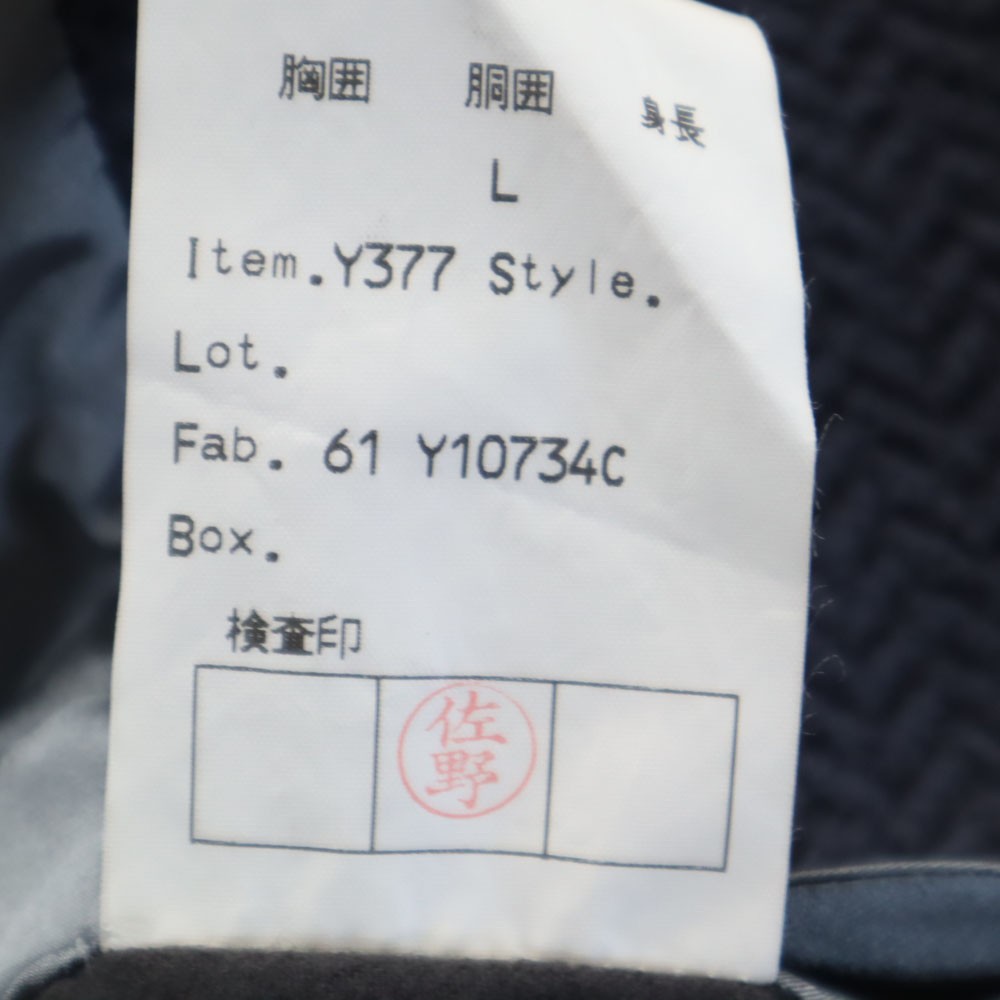 胸囲 胴囲 身長
L
Item.Y377 Style.
Lot.
Fab. 61 Y10734C
Box.
検査印
佐
野